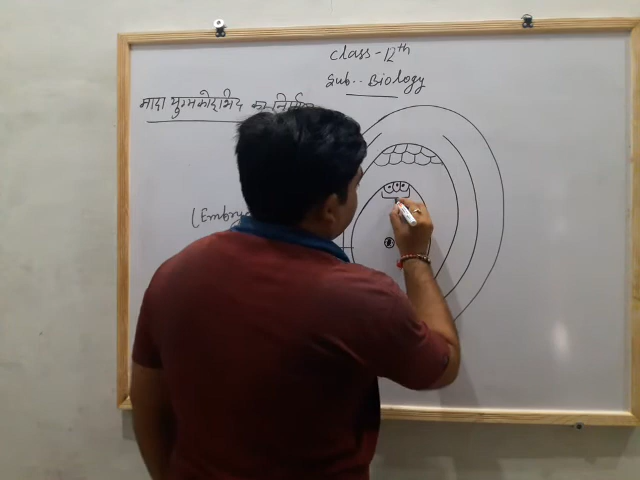 Class-12th
Sub.. Biology
मादा युग्मकोद्भिद का
(Embry